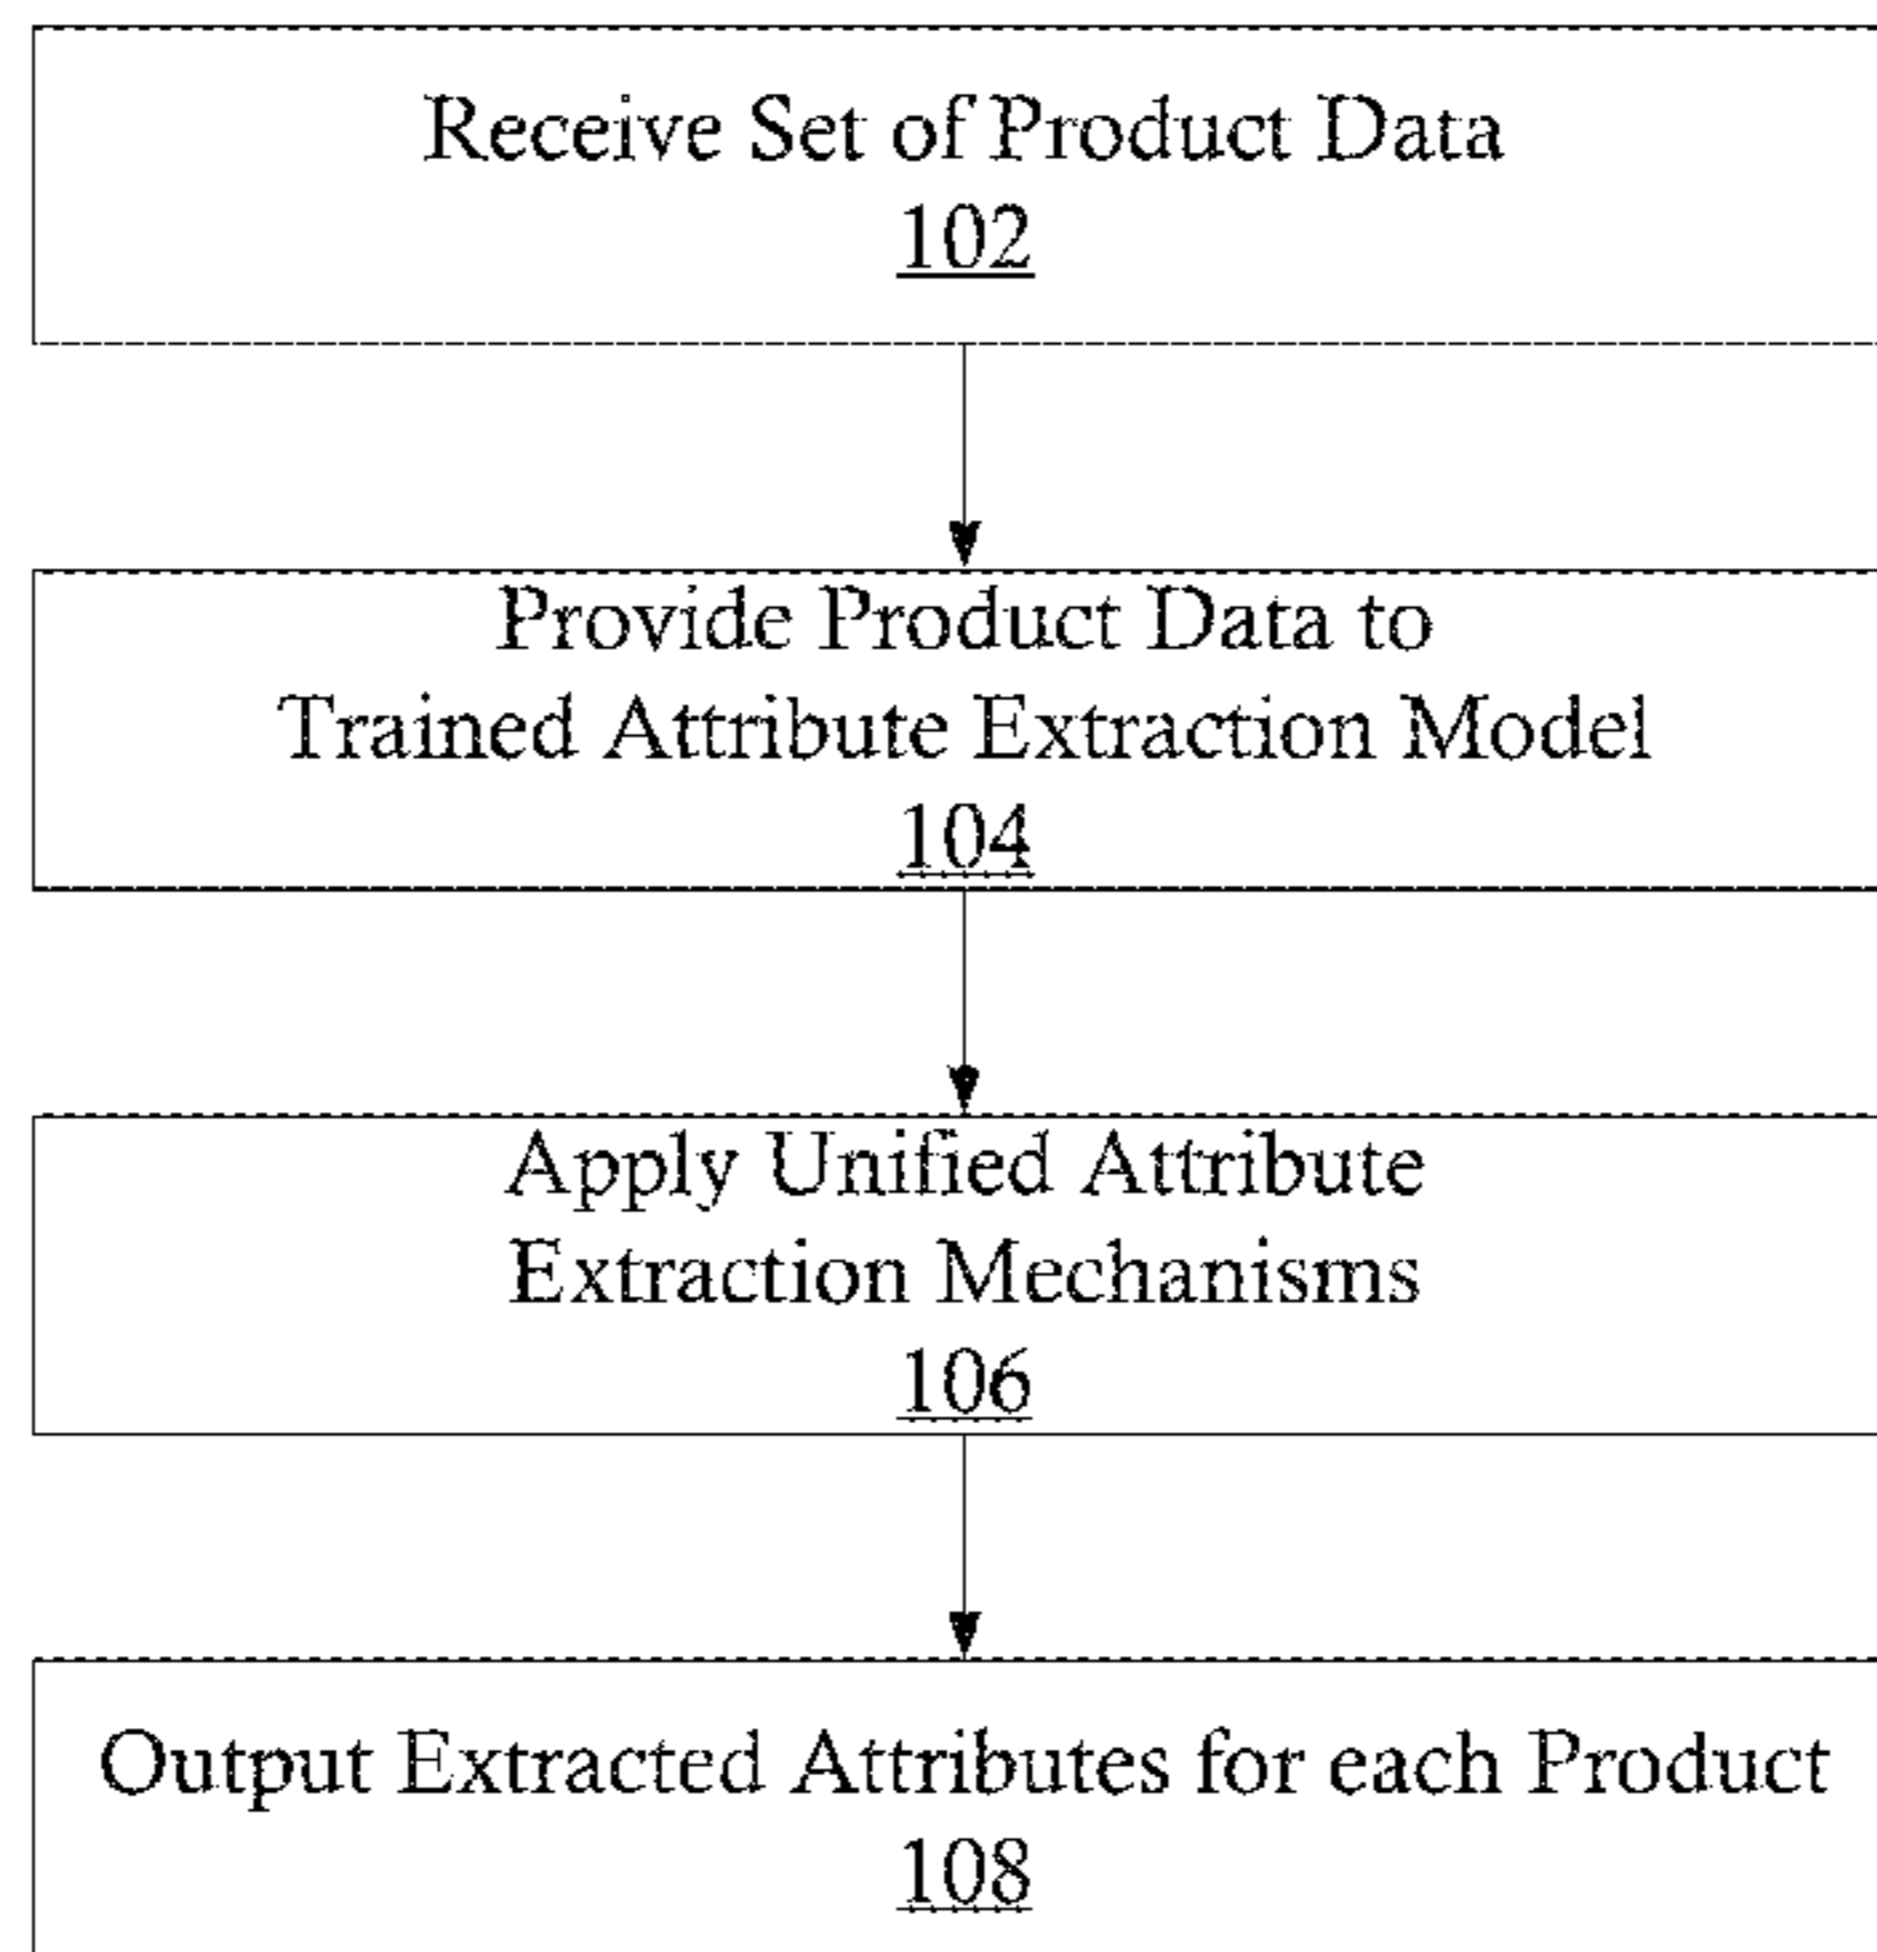 Receive Set of Product Data
102
Provide Product Data to
Trained Attribute Extraction Model
104
Apply Unified Attribute
Extraction Mechanisms
106
Output Extracted Attributes for each Product
108